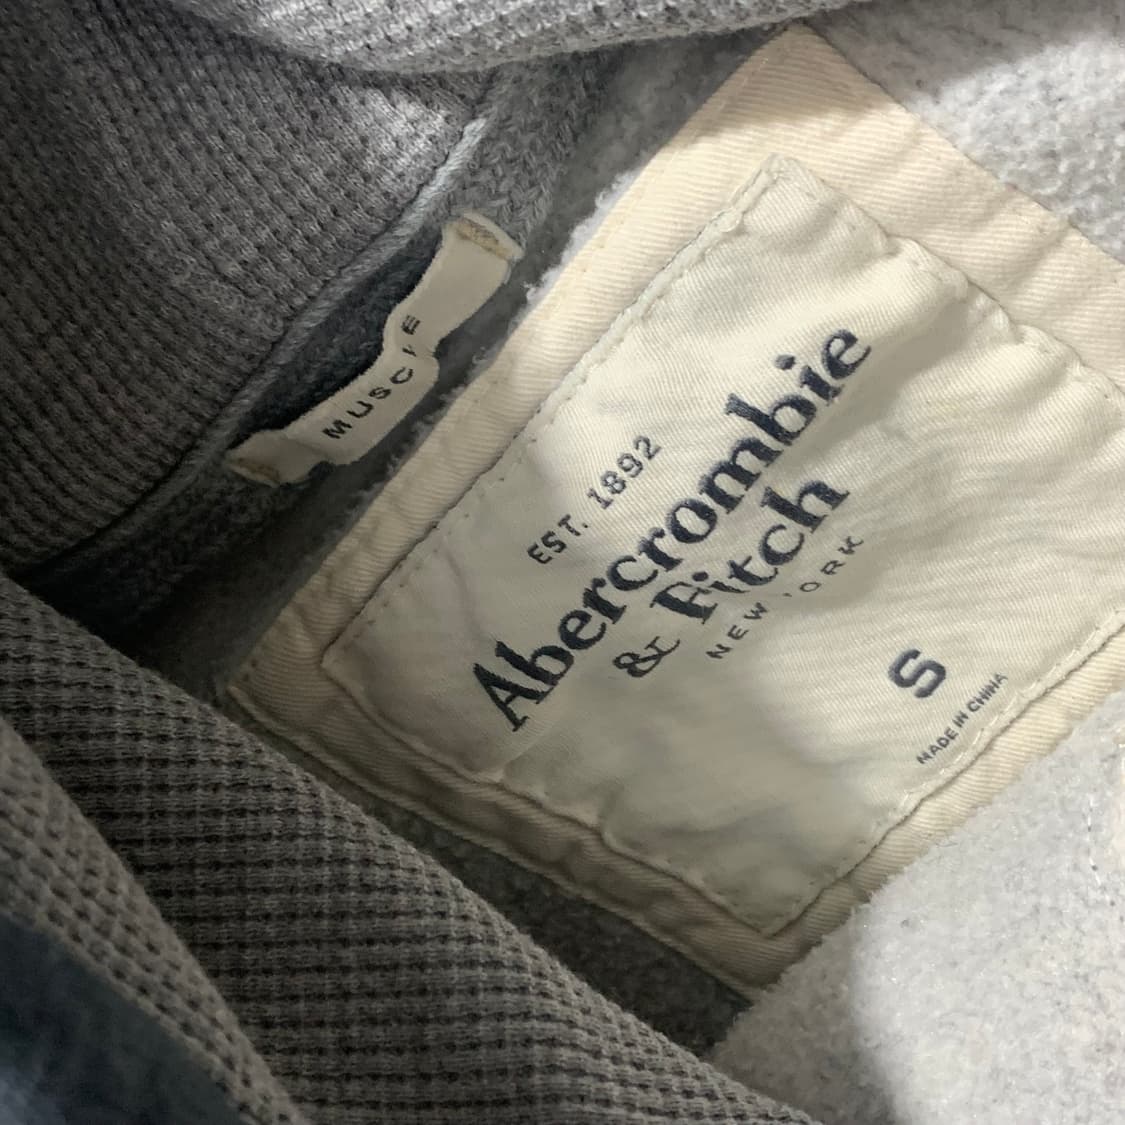 MUSCLE
EST. 1892
Abercrombie
& Fitch
NEW YORK
S
MADE IN CHINA